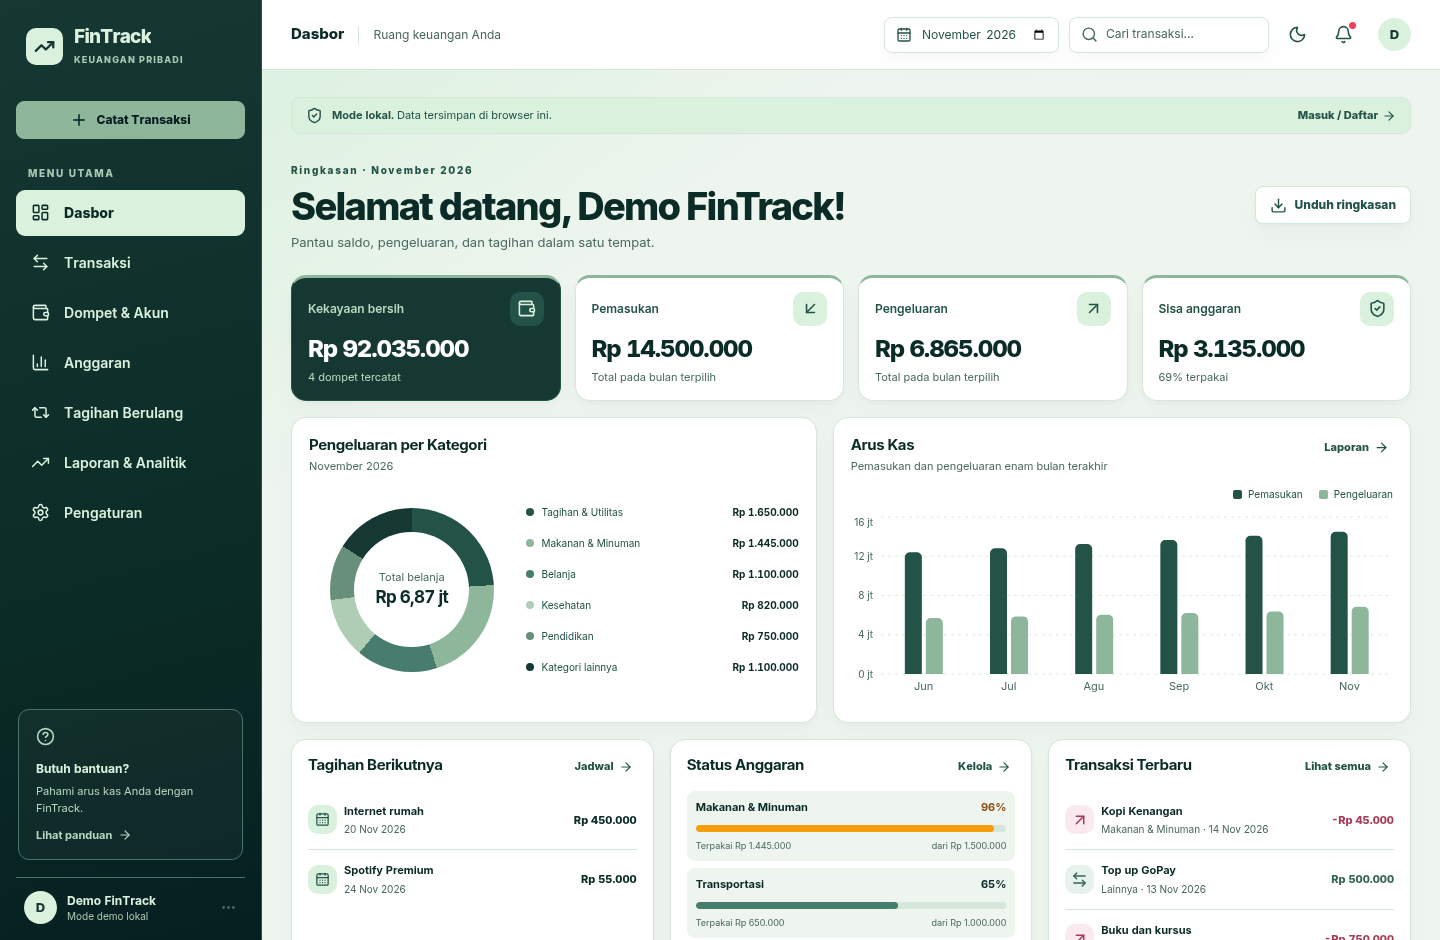 FinTrack
KEUANGAN PRIBADI
Catat Transaksi
MENU UTAMA
Dasbor
Transaksi
Dompet & Akun
Anggaran
Tagihan Berulang
Laporan & Analitik
Pengaturan
Butuh bantuan?
Pahami arus kas Anda dengan
FinTrack.
Lihat panduan
D
Demo FinTrack
Mode demo lokal
Dasbor
Ruang keuangan Anda
November 2026
Cari transaksi...
D
Mode lokal. Data tersimpan di browser ini.
Masuk / Daftar
Ringkasan · November 2026
Selamat datang, Demo FinTrack!
Pantau saldo, pengeluaran, dan tagihan dalam satu tempat.
Unduh ringkasan
Kekayaan bersih
Rp 92.035.000
4 dompet tercatat
Pemasukan
Rp 14.500.000
Total pada bulan terpilih
Pengeluaran
Rp 6.865.000
Total pada bulan terpilih
Sisa anggaran
Rp 3.135.000
69% terpakai
Pengeluaran per Kategori
November 2026
Total belanja
Rp 6,87 jt
Tagihan & Utilitas Rp 1.650.000
Makanan & Minuman Rp 1.445.000
Belanja Rp 1.100.000
Kesehatan Rp 820.000
Pendidikan Rp 750.000
Kategori lainnya Rp 1.100.000
Arus Kas
Pemasukan dan pengeluaran enam bulan terakhir
Laporan
Pemasukan Pengeluaran
16 jt
12 jt
8 jt
4 jt
0 jt
Jun Jul Agu Sep Okt Nov
Tagihan Berikutnya
Jadwal
Internet rumah
20 Nov 2026
Rp 450.000
Spotify Premium
24 Nov 2026
Rp 55.000
Status Anggaran
Kelola
Makanan & Minuman 96%
Terpakai Rp 1.445.000 dari Rp 1.500.000
Transportasi 65%
Terpakai Rp 650.000 dari Rp 1.000.000
Transaksi Terbaru
Lihat semua
Kopi Kenangan
Makanan & Minuman · 14 Nov 2026
-Rp 45.000
Top up GoPay
Lainnya · 13 Nov 2026
Rp 500.000
Buku dan kursus
-Rp 750.000